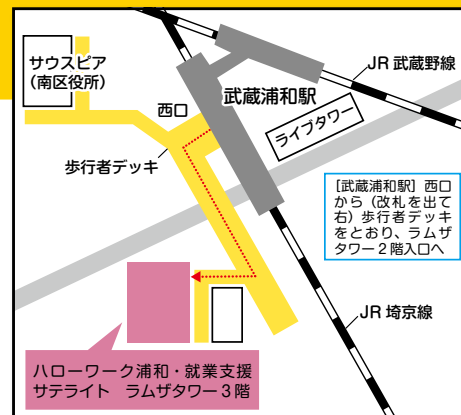 サウスピア
(南区役所)
西口
武蔵浦和駅
JR 武蔵野線
ライブタワー
歩行者デッキ
［武蔵浦和駅］西口
から（改札を出て
右）歩行者デッキ
をとおり、ラムザ
タワー2階入口へ
JR 埼京線
ハローワーク浦和・就業支援
サテライト　ラムザタワー3階